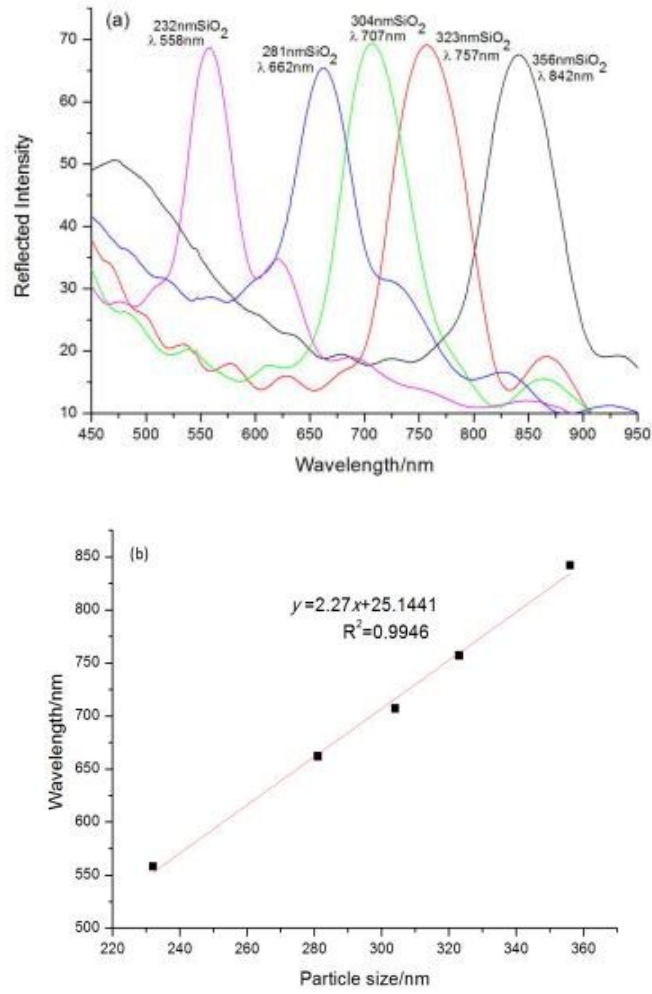 (a)
232nmSiO₂
λ 558nm
281nmSiO₂
λ 662nm
304nmSiO₂
λ 707nm
323nmSiO₂
λ 757nm
356nmSiO₂
λ 842nm
Reflected Intensity
70
60
50
40
30
20
10
450 500 550 600 650 700 750 800 850 900 950
Wavelength/nm
(b)
y=2.27x+25.1441
R²=0.9946
Wavelength/nm
850
800
750
700
650
600
550
500
220 240 260 280 300 320 340 360
Particle size/nm